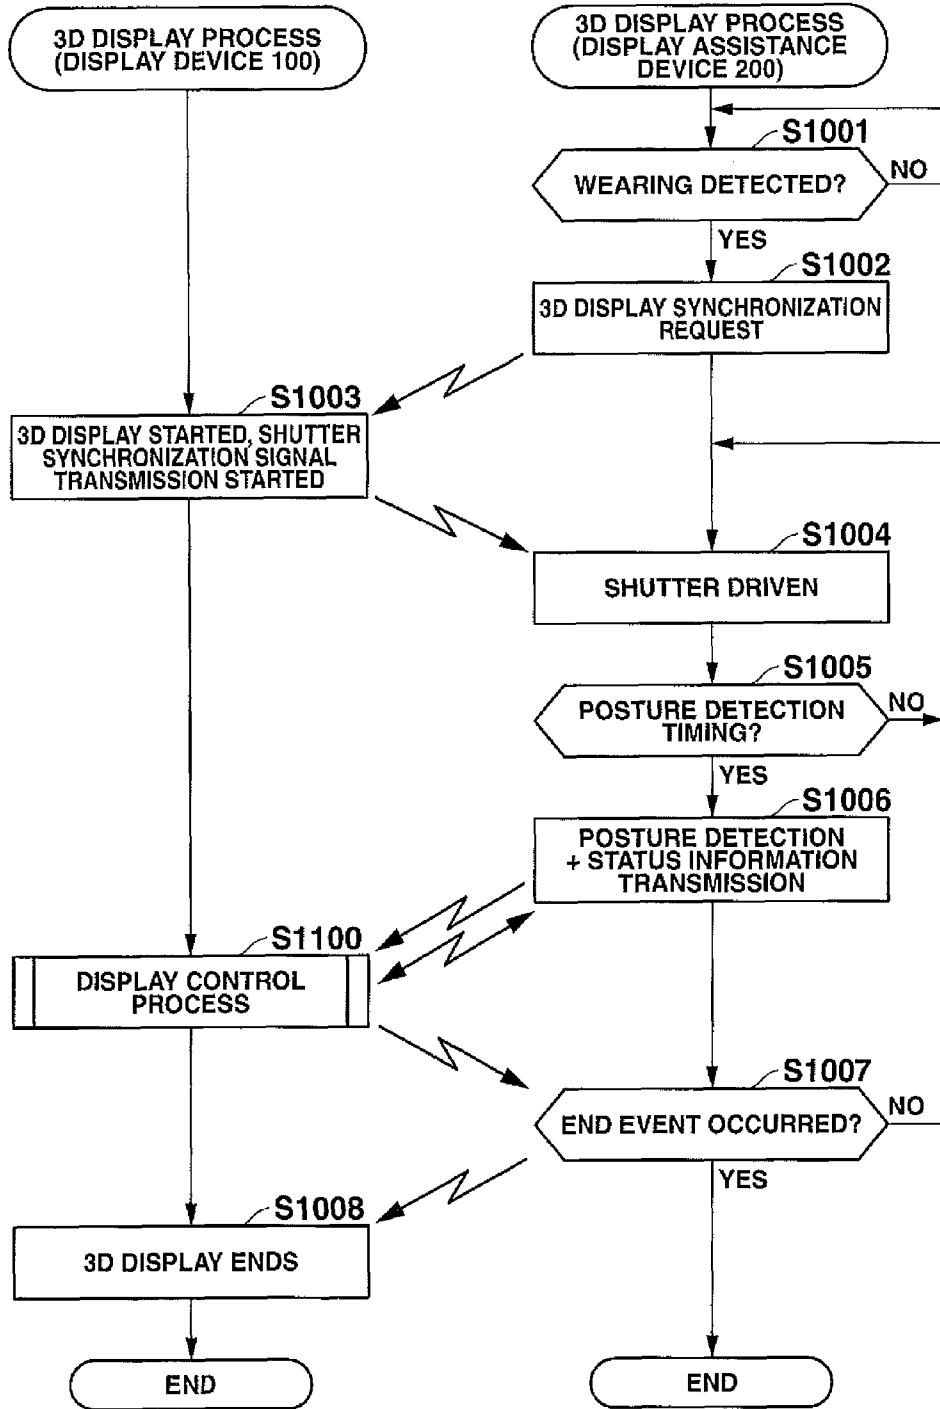 3D DISPLAY PROCESS
(DISPLAY DEVICE 100)
3D DISPLAY PROCESS
(DISPLAY ASSISTANCE
DEVICE 200)
S1001
WEARING DETECTED?
NO
YES
S1002
3D DISPLAY SYNCHRONIZATION
REQUEST
S1003
3D DISPLAY STARTED, SHUTTER
SYNCHRONIZATION SIGNAL
TRANSMISSION STARTED
S1004
SHUTTER DRIVEN
S1005
POSTURE DETECTION
TIMING?
NO
YES
S1006
POSTURE DETECTION
+ STATUS INFORMATION
TRANSMISSION
S1100
DISPLAY CONTROL
PROCESS
S1007
END EVENT OCCURRED?
NO
YES
S1008
3D DISPLAY ENDS
END
END